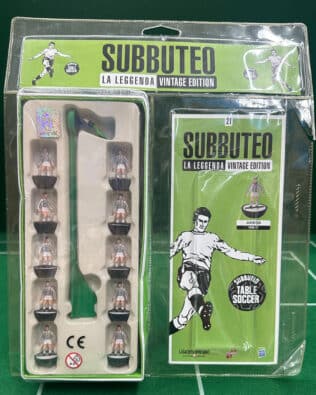 SUBBUTEO
LA LEGGENDA VINTAGE EDITION
21
SUBBUTEO
LA LEGGENDA VINTAGE EDITION
SUBBUTEO
TABLE
SOCCER
CE